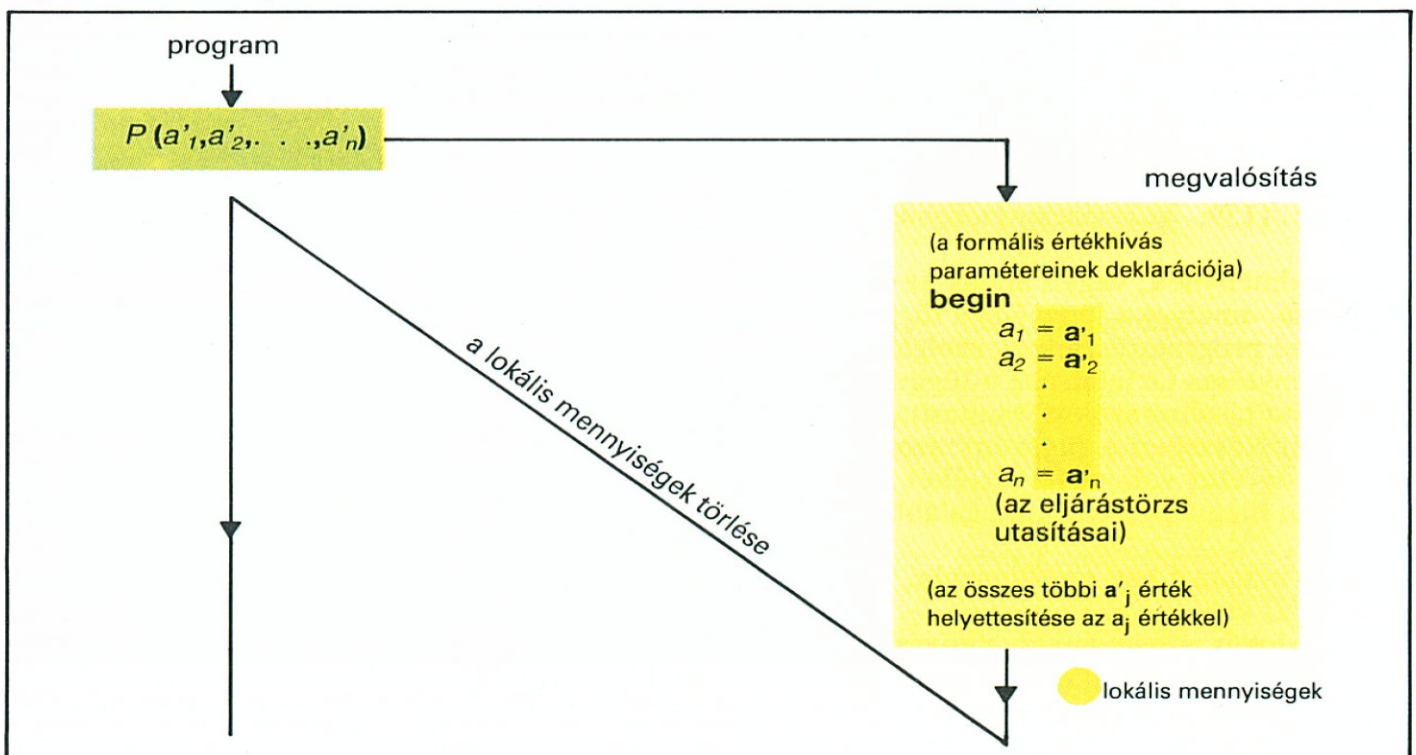 program
P (a'1,a'2,. . .,a'n)
megvalósítás
(a formális értékhívás
paramétereinek deklarációja)
begin
a1 = a'1
a2 = a'2
.
.
.
an = a'n
(az eljárástörzs
utasításai)
(az összes többi a'j érték
helyettesítése az aj értékkel)
a lokális mennyiségek törlése
lokális mennyiségek